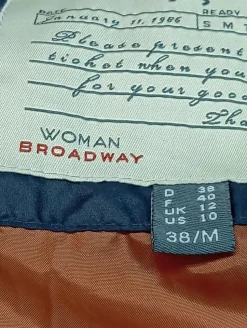 DATE READY
January 11, 1986 S M T
Please present
ticket when you
for your good
Tha
WOMAN
BROADWAY
D 38
F 40
UK 12
US 10
38/M